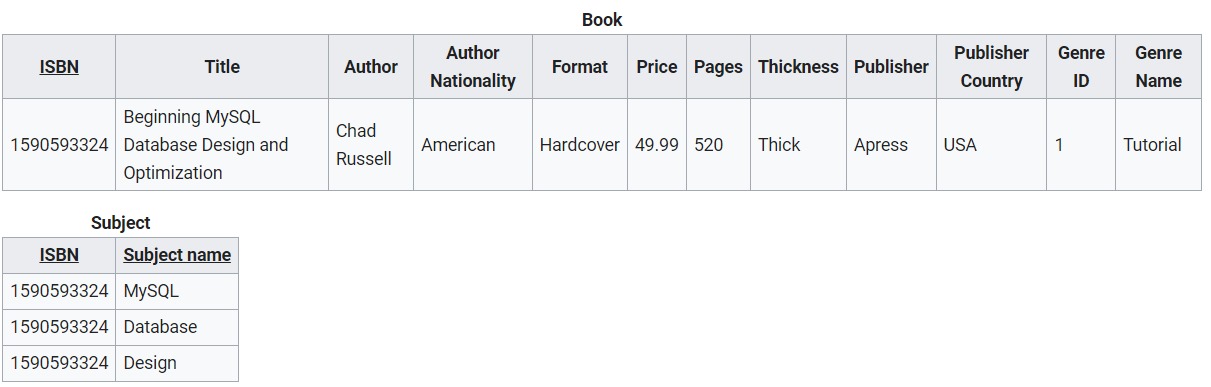 Book
ISBN Title Author Author Nationality Format Price Pages Thickness Publisher Publisher Country Genre ID Genre Name
1590593324 Beginning MySQL Database Design and Optimization Chad Russell American Hardcover 49.99 520 Thick Apress USA 1 Tutorial
Subject
ISBN Subject name
1590593324 MySQL
1590593324 Database
1590593324 Design